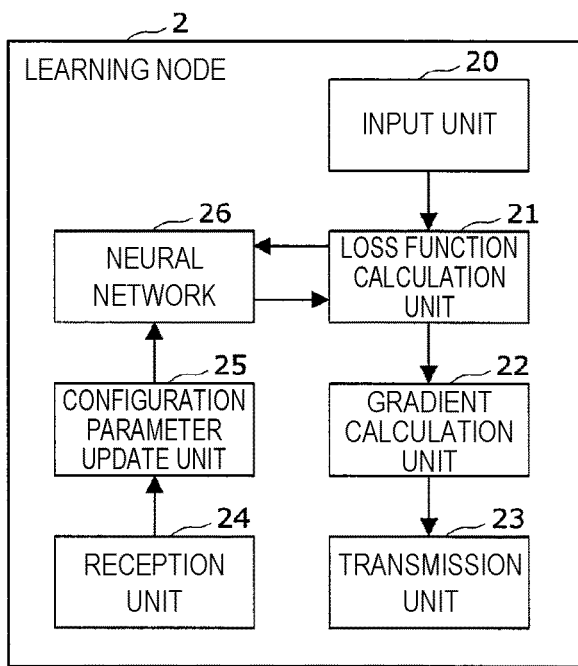 2
LEARNING NODE
20
INPUT UNIT
26
NEURAL
NETWORK
21
LOSS FUNCTION
CALCULATION
UNIT
25
CONFIGURATION
PARAMETER
UPDATE UNIT
22
GRADIENT
CALCULATION
UNIT
24
RECEPTION
UNIT
23
TRANSMISSION
UNIT